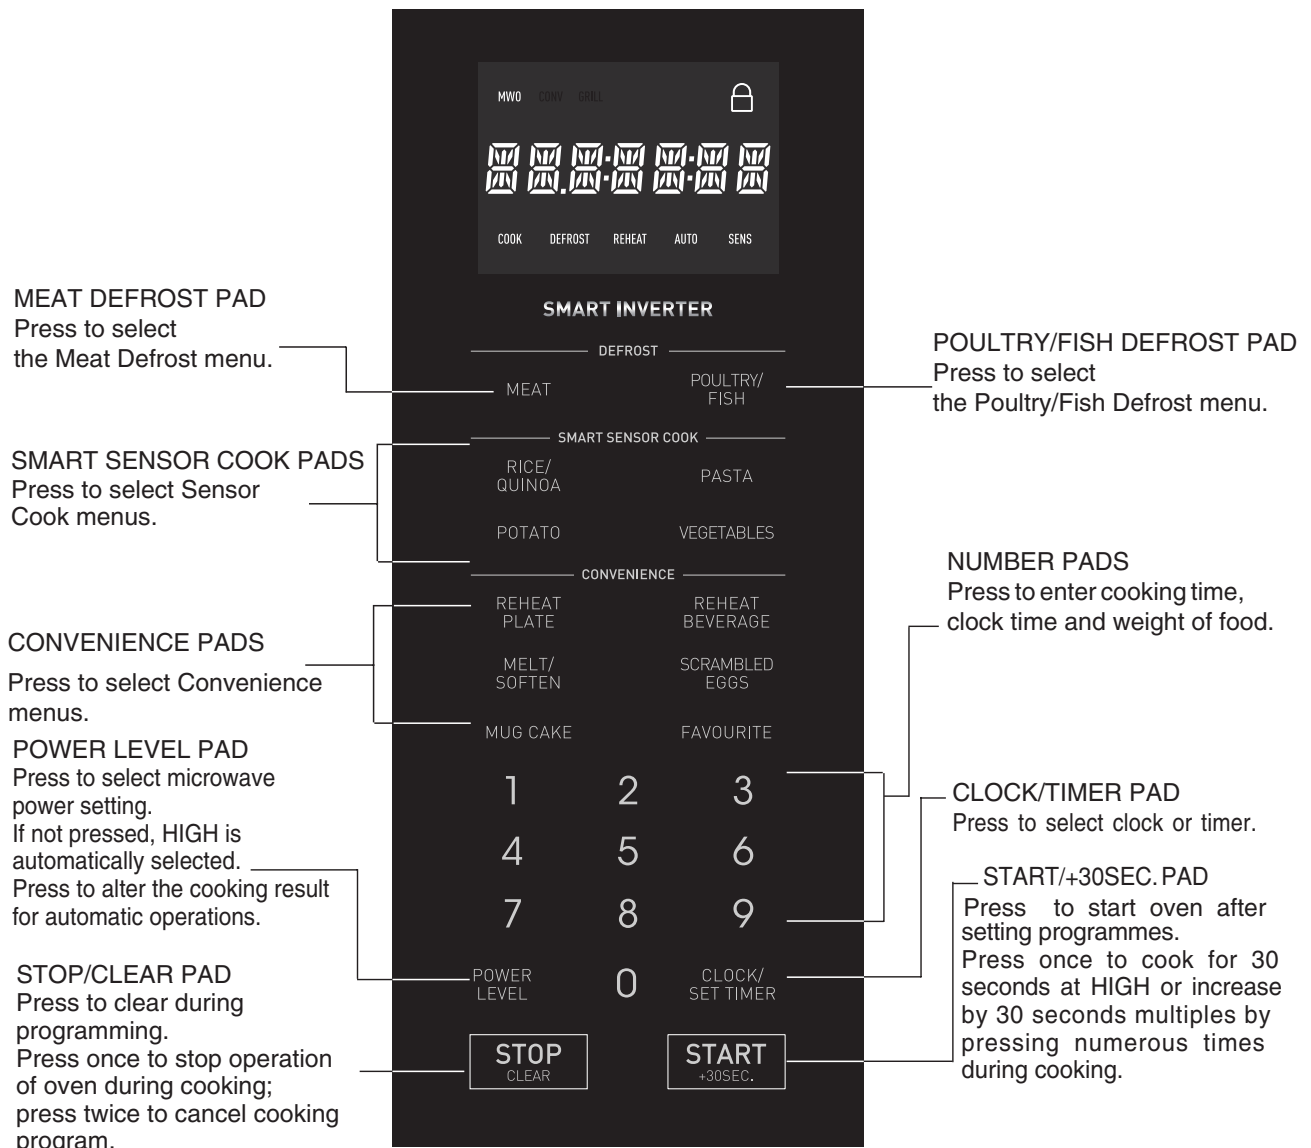 MWO CONV GRILL
88.8:88:88
COOK DEFROST REHEAT AUTO SENS
SMART INVERTER
DEFROST
MEAT
POULTRY/
FISH
SMART SENSOR COOK
RICE/
QUINOA
PASTA
POTATO
VEGETABLES
CONVENIENCE
REHEAT
PLATE
REHEAT
BEVERAGE
MELT/
SOFTEN
SCRAMBLED
EGGS
MUG CAKE
FAVOURITE
1 2 3
4 5 6
7 8 9
POWER
LEVEL
0
CLOCK/
SET TIMER
STOP
CLEAR
START
+30SEC.
MEAT DEFROST PAD
Press to select
the Meat Defrost menu.
SMART SENSOR COOK PADS
Press to select Sensor
Cook menus.
CONVENIENCE PADS
Press to select Convenience
menus.
POWER LEVEL PAD
Press to select microwave
power setting.
If not pressed, HIGH is
automatically selected.
Press to alter the cooking result
for automatic operations.
STOP/CLEAR PAD
Press to clear during
programming.
Press once to stop operation
of oven during cooking;
press twice to cancel cooking
program.
POULTRY/FISH DEFROST PAD
Press to select
the Poultry/Fish Defrost menu.
NUMBER PADS
Press to enter cooking time,
clock time and weight of food.
CLOCK/TIMER PAD
Press to select clock or timer.
START/+30SEC. PAD
Press to start oven after
setting programmes.
Press once to cook for 30
seconds at HIGH or increase
by 30 seconds multiples by
pressing numerous times
during cooking.